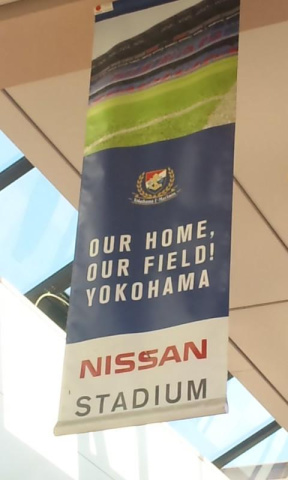 OUR HOME,
OUR FIELD!
YOKOHAMA
NISSAN
STADIUM